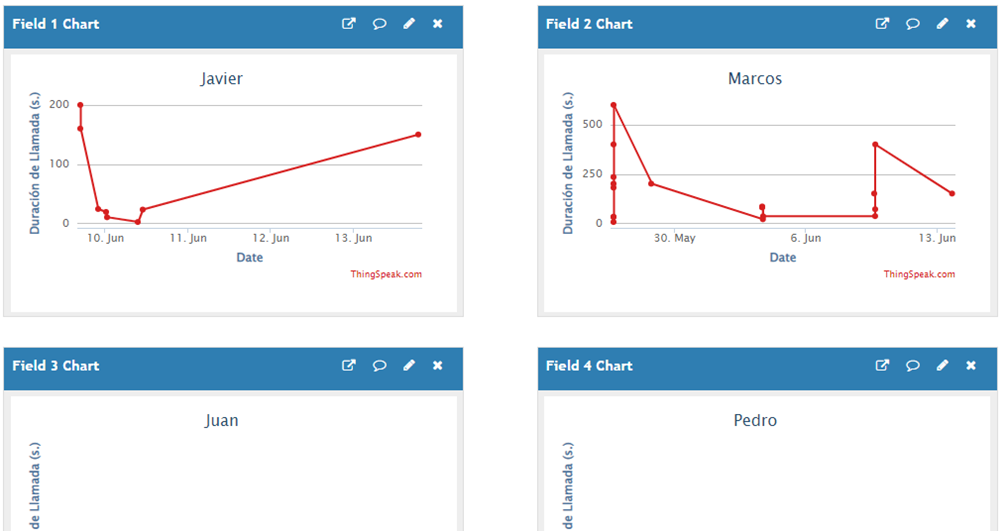 Field 1 Chart
Javier
Duración de Llamada (s.)
200
100
0
10. Jun 11. Jun 12. Jun 13. Jun
Date
ThingSpeak.com
Field 2 Chart
Marcos
Duración de Llamada (s.)
500
250
0
30. May 6. Jun 13. Jun
Date
ThingSpeak.com
Field 3 Chart
Juan
de Llamada (s.)
Field 4 Chart
Pedro
de Llamada (s.)